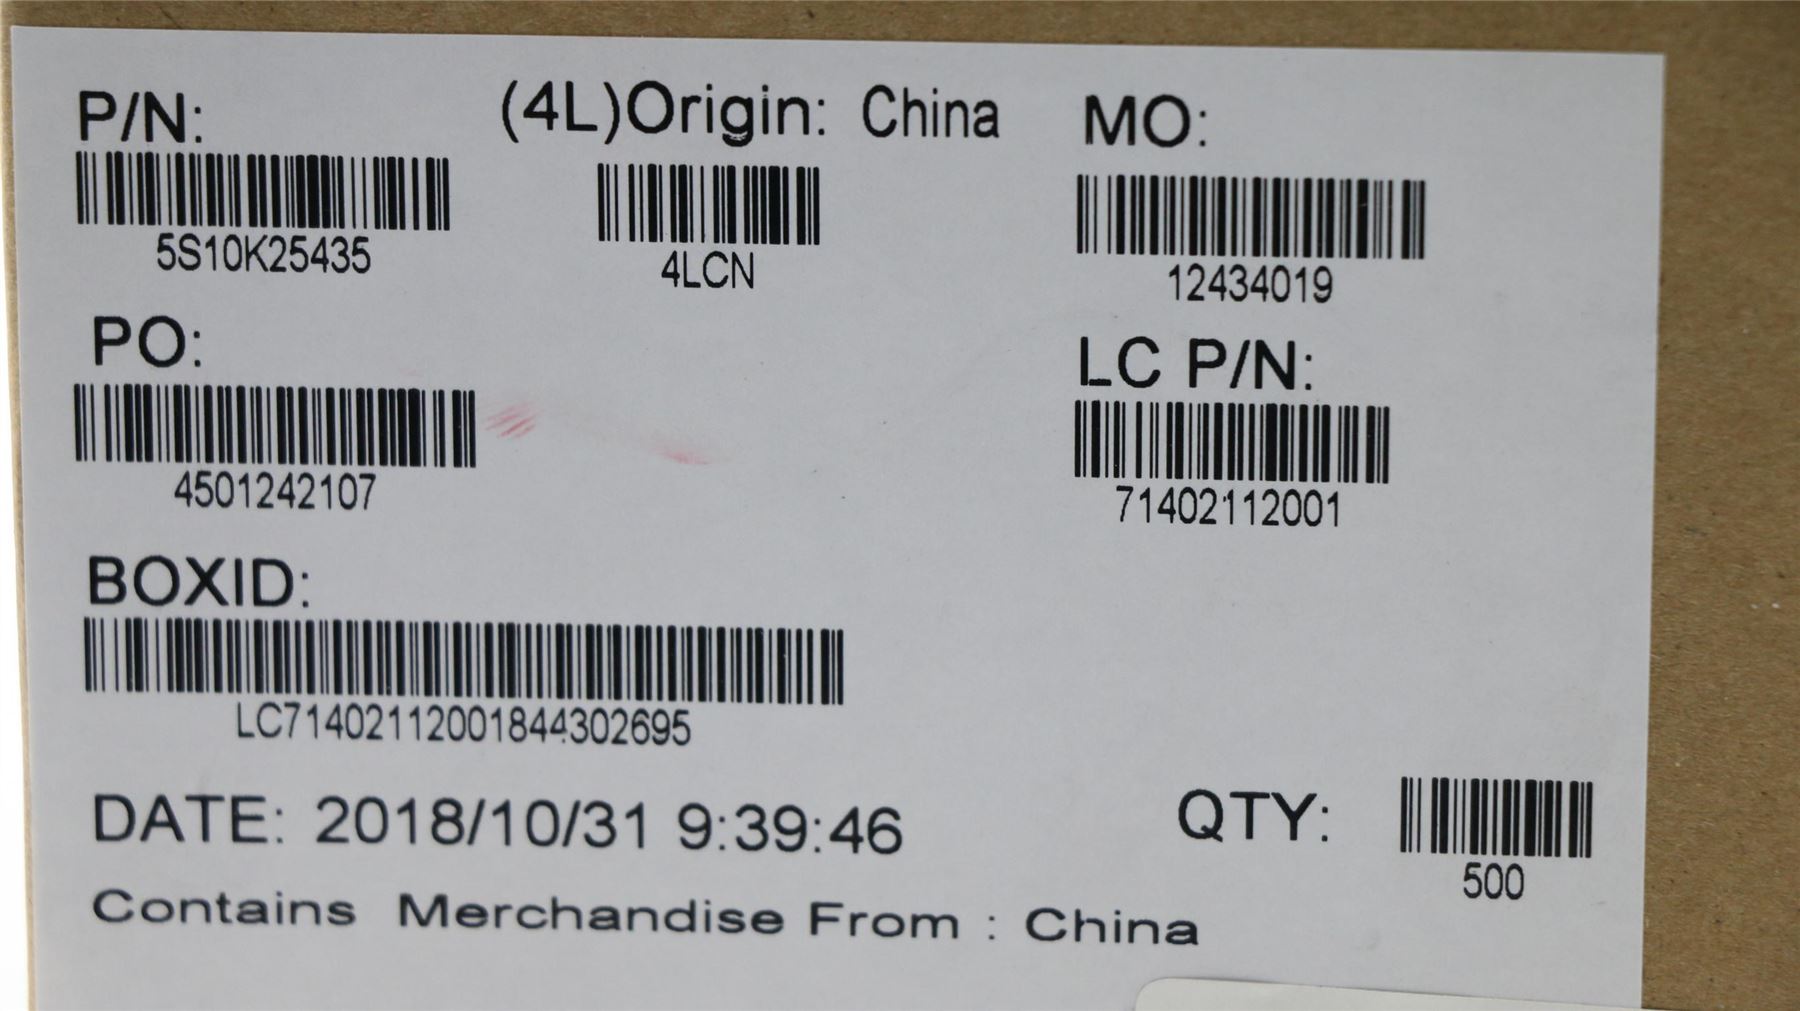 P/N: (4L)Origin: China MO:
5S10K25435 4LCN 12434019
PO: LC P/N:
4501242107 71402112001
BOXID:
LC71402112001844302695
DATE: 2018/10/31 9:39:46 QTY:
500
Contains Merchandise From : China